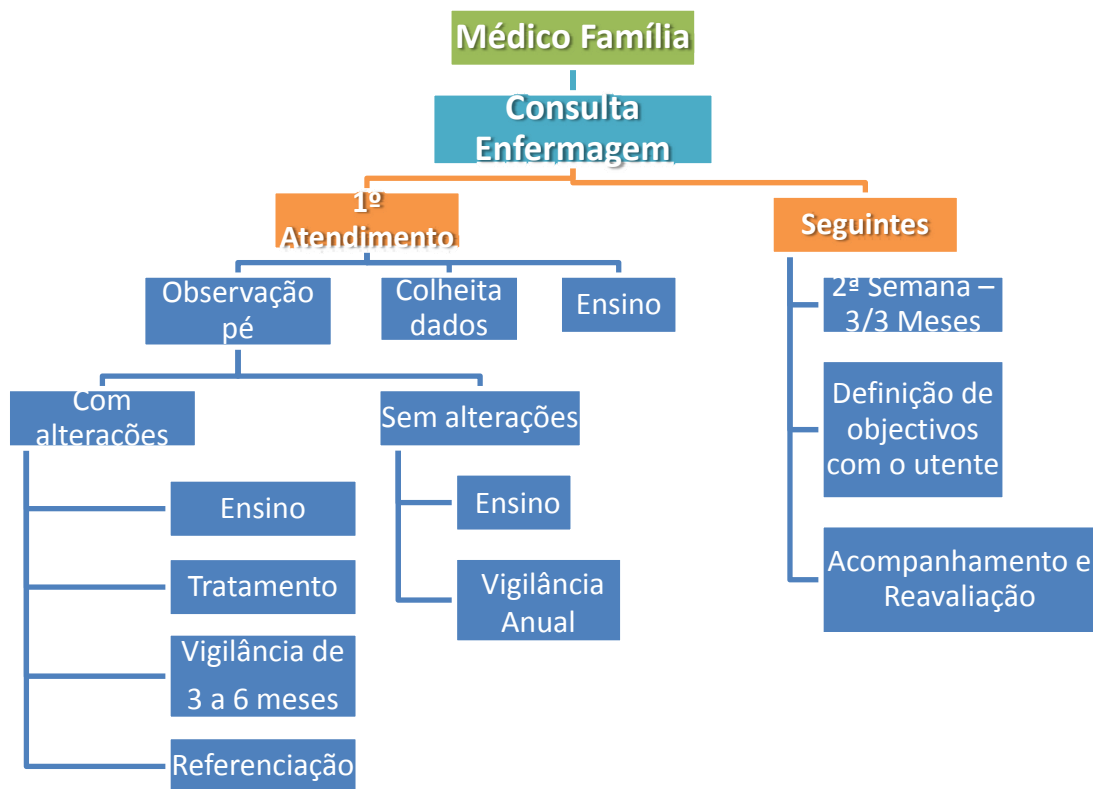 Médico Família
Consulta
Enfermagem
1º
Atendimento
Seguintes
Observação
pé
Colheita
dados
Ensino
2ª Semana –
3/3 Meses
Com
alterações
Sem alterações
Definição de
objectivos
com o utente
Ensino
Ensino
Tratamento
Vigilância
Anual
Acompanhamento e
Reavaliação
Vigilância de
3 a 6 meses
Referenciação